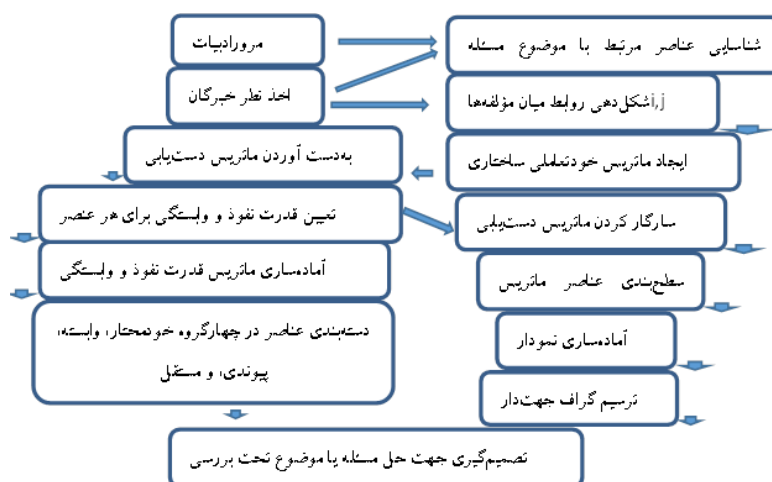 شناسایی عناصر مرتبط با موضوع مسئله
مرورادبیات
اخذ نظر خبرگان
i,jشکل‌دهی روابط میان مؤلفه‌ها
ایجاد ماتریس خودتعاملی ساختاری
به‌دست آوردن ماتریس دست‌یابی
تعیین قدرت نفوذ و وابستگی برای هر عنصر
سازگار کردن ماتریس دست‌یابی
آماده‌سازی ماتریس قدرت نفوذ و وابستگی
سطح‌بندی عناصر ماتریس
دسته‌بندی عناصر در چهارگروه خودمختار، وابسته،
پیوندی، و مستقل
آماده‌سازی نمودار
ترسیم گراف جهت‌دار
تصمیم‌گیری جهت حل مسئله یا موضوع تحت بررسی